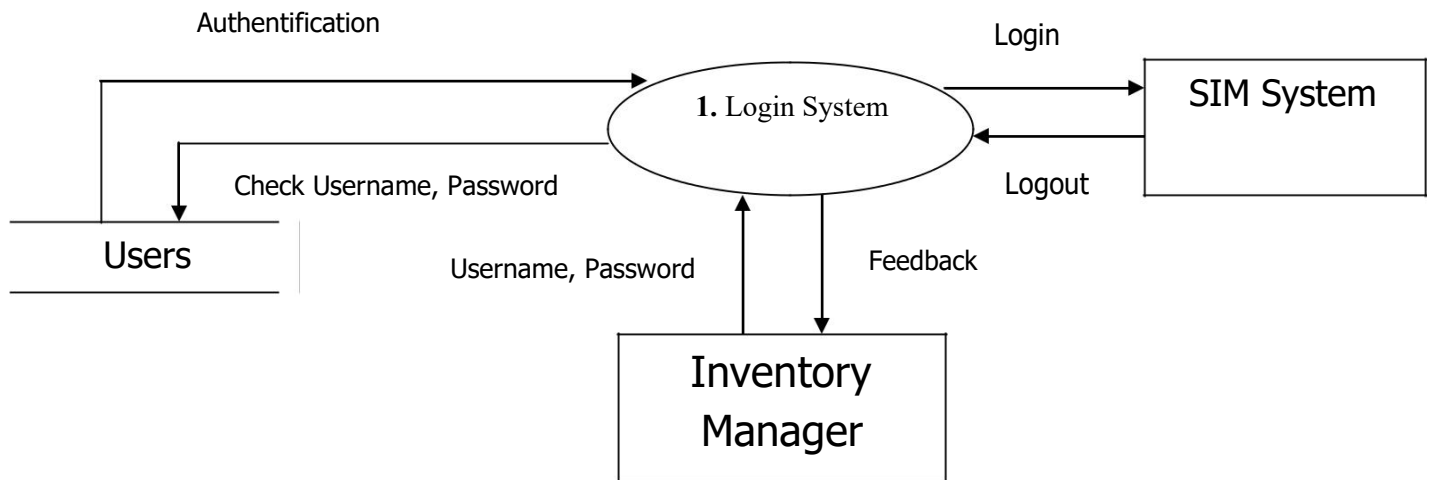 Authentification
Login
SIM System
1. Login System
Check Username, Password
Logout
Users
Username, Password
Feedback
Inventory
Manager